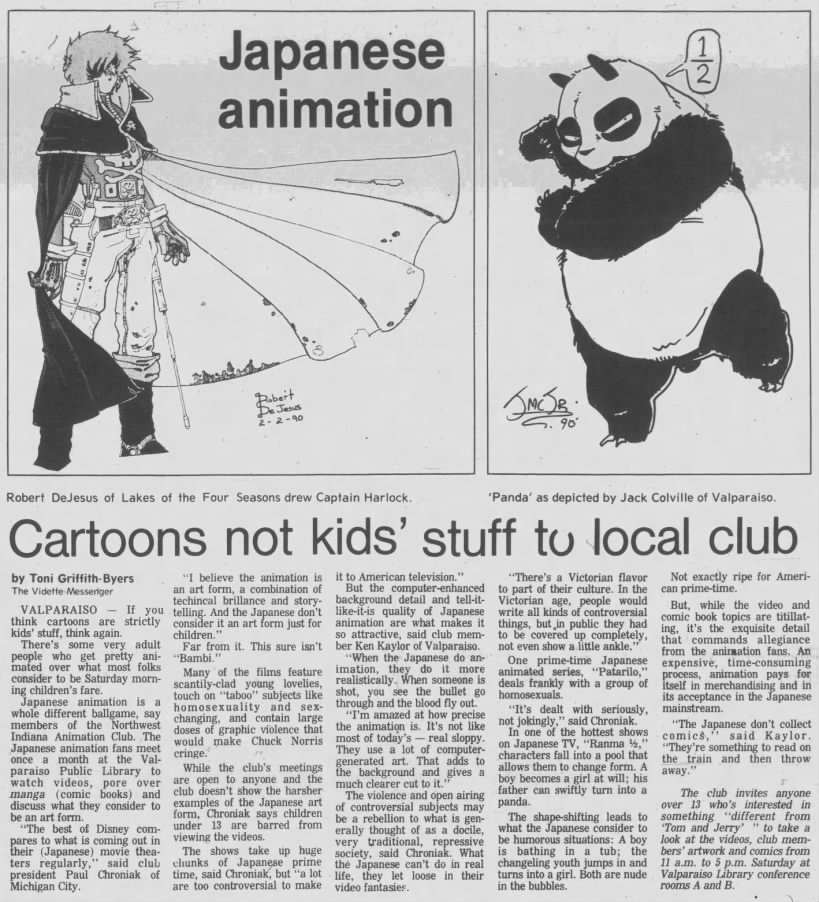 Japanese
animation
Robert
DeJesus
2-2-90
1
2
JMCJR.
90'
Robert DeJesus of Lakes of the Four Seasons drew Captain Harlock.
'Panda' as depicted by Jack Colville of Valparaiso.
Cartoons not kids' stuff to local club
by Toni Griffith-Byers
The Vidette-Messenger
VALPARAISO — If you
think cartoons are strictly
kids' stuff, think again.
There's some very adult
people who get pretty ani-
mated over what most folks
consider to be Saturday morn-
ing children's fare.
Japanese animation is a
whole different ballgame, say
members of the Northwest
Indiana Animation Club. The
Japanese animation fans meet
once a month at the Val-
paraiso Public Library to
watch videos, pore over
manga (comic books) and
discuss what they consider to
be an art form.
"The best of Disney com-
pares to what is coming out in
their (Japanese) movie thea-
ters regularly," said club
president Paul Chroniak of
Michigan City.
"I believe the animation is
an art form, a combination of
techincal brillance and story-
telling. And the Japanese don't
consider it an art form just for
children."
Far from it. This sure isn't
"Bambi."
Many of the films feature
scantily-clad young lovelies,
touch on "taboo" subjects like
homosexuality and sex-
changing, and contain large
doses of graphic violence that
would make Chuck Norris
cringe.
While the club's meetings
are open to anyone and the
club doesn't show the harsher
examples of the Japanese art
form, Chroniak says children
under 13 are barred from
viewing the videos.
The shows take up huge
chunks of Japanese prime
time, said Chroniak, but "a lot
are too controversial to make
it to American television."
But the computer-enhanced
background detail and tell-it-
like-it-is quality of Japanese
animation are what makes it
so attractive, said club mem-
ber Ken Kaylor of Valparaiso.
"When the Japanese do an-
imation, they do it more
realistically. When someone is
shot, you see the bullet go
through and the blood fly out.
"I'm amazed at how precise
the animation is. It's not like
most of today's — real sloppy.
They use a lot of computer-
generated art. That adds to
the background and gives a
much clearer cut to it."
The violence and open airing
of controversial subjects may
be a rebellion to what is gen-
erally thought of as a docile,
very traditional, repressive
society, said Chroniak. What
the Japanese can't do in real
life, they let loose in their
video fantasies.
"There's a Victorian flavor
to part of their culture. In the
Victorian age, people would
write all kinds of controversial
things, but in public they had
to be covered up completely,
not even show a little ankle."
One prime-time Japanese
animated series, "Patarilo,"
deals frankly with a group of
homosexuals.
"It's dealt with seriously,
not jokingly," said Chroniak.
In one of the hottest shows
on Japanese TV, "Ranma ½,"
characters fall into a pool that
allows them to change form. A
boy becomes a girl at will; his
father can swiftly turn into a
panda.
The shape-shifting leads to
what the Japanese consider to
be humorous situations: A boy
is bathing in a tub; the
changeling youth jumps in and
turns into a girl. Both are nude
in the bubbles.
Not exactly ripe for Ameri-
can prime-time.
But, while the video and
comic book topics are titillat-
ing, it's the exquisite detail
that commands allegiance
from the animation fans. An
expensive, time-consuming
process, animation pays for
itself in merchandising and in
its acceptance in the Japanese
mainstream.
"The Japanese don't collect
comics," said Kaylor.
"They're something to read on
the train and then throw
away."
The club invites anyone
over 13 who's interested in
something "different from
'Tom and Jerry' " to take a
look at the videos, club mem-
bers' artwork and comics from
11 a.m. to 5 p.m. Saturday at
Valparaiso Library conference
rooms A and B.